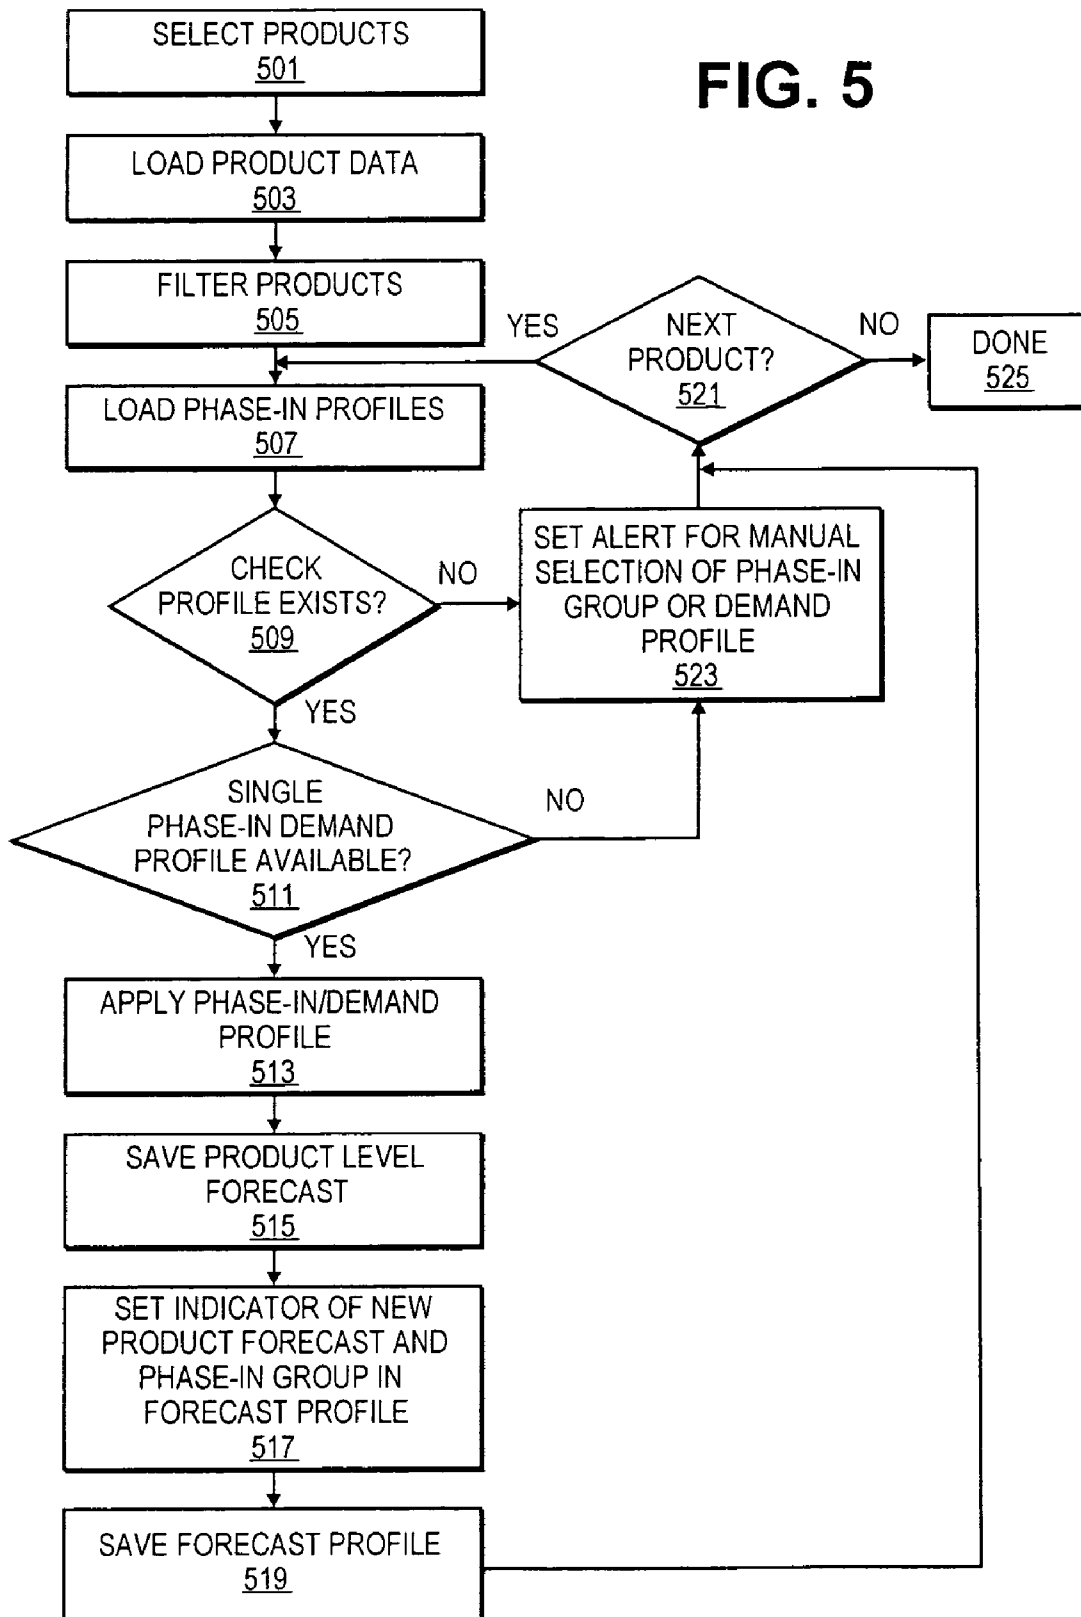 SELECT PRODUCTS
501
FIG. 5
LOAD PRODUCT DATA
503
FILTER PRODUCTS
505
YES
NEXT
PRODUCT?
521
NO
DONE
525
LOAD PHASE-IN PROFILES
507
CHECK
PROFILE EXISTS?
509
NO
SET ALERT FOR MANUAL
SELECTION OF PHASE-IN
GROUP OR DEMAND
PROFILE
523
YES
SINGLE
PHASE-IN DEMAND
PROFILE AVAILABLE?
511
NO
YES
APPLY PHASE-IN/DEMAND
PROFILE
513
SAVE PRODUCT LEVEL
FORECAST
515
SET INDICATOR OF NEW
PRODUCT FORECAST AND
PHASE-IN GROUP IN
FORECAST PROFILE
517
SAVE FORECAST PROFILE
519